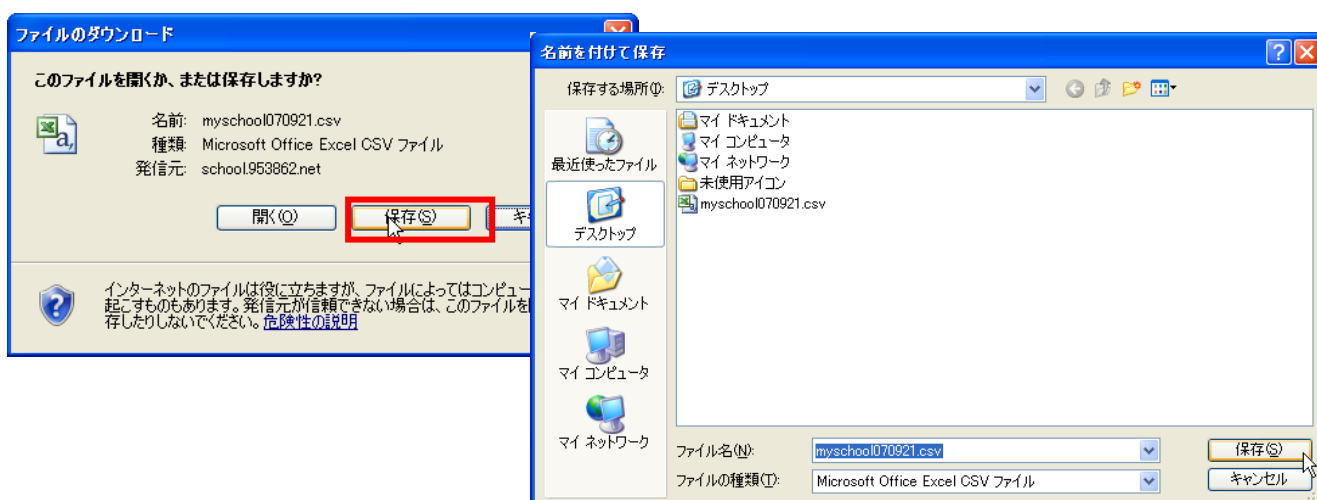 ファイルのダウンロード
このファイルを開くか、または保存しますか?
名前: myschool070921.csv
種類: Microsoft Office Excel CSV ファイル
発信元: school.953862.net
開く(O)
保存(S)
キ
インターネットのファイルは役に立ちますが、ファイルによってはコンピュー
起こすものもあります。発信元が信頼できない場合は、このファイルを
存したりしないでください。危険性の説明
名前を付けて保存
保存する場所(I):
デスクトップ
最近使ったファイル
デスクトップ
マイ ドキュメント
マイ コンピュータ
マイ ネットワーク
マイ ドキュメント
マイ コンピュータ
マイ ネットワーク
未使用アイコン
myschool070921.csv
ファイル名(N):
myschool070921.csv
保存(S)
ファイルの種類(T):
Microsoft Office Excel CSV ファイル
キャンセル